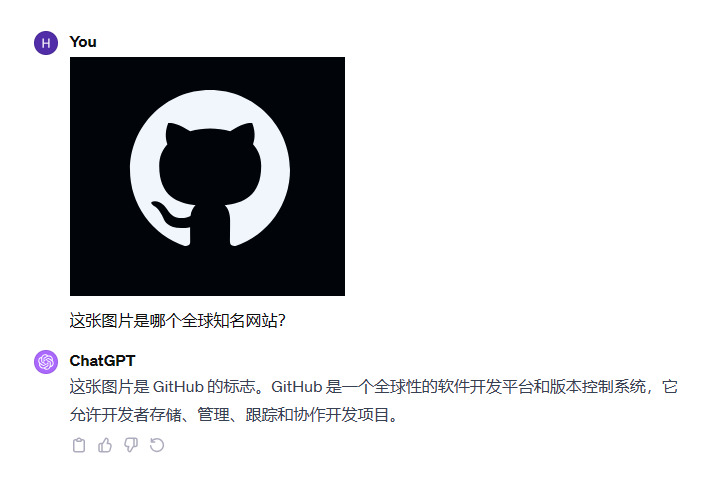 H
You
这张图片是哪个全球知名网站?
ChatGPT
这张图片是 GitHub 的标志。GitHub 是一个全球性的软件开发平台和版本控制系统，它
允许开发者存储、管理、跟踪和协作开发项目。